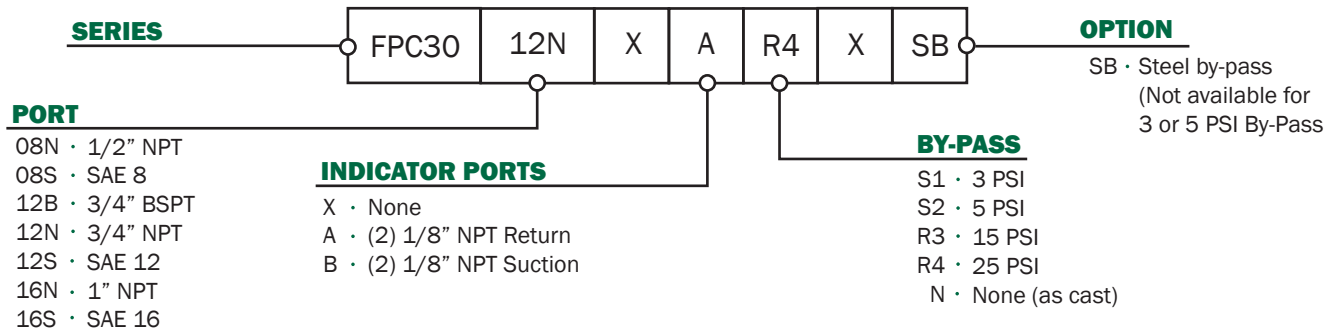 SERIES
FPC30 12N X A R4 X SB
OPTION
SB · Steel by-pass
(Not available for
3 or 5 PSI By-Pass
PORT
08N · 1/2” NPT
08S · SAE 8
12B · 3/4” BSPT
12N · 3/4” NPT
12S · SAE 12
16N · 1” NPT
16S · SAE 16
INDICATOR PORTS
X · None
A · (2) 1/8” NPT Return
B · (2) 1/8” NPT Suction
BY-PASS
S1 · 3 PSI
S2 · 5 PSI
R3 · 15 PSI
R4 · 25 PSI
N · None (as cast)